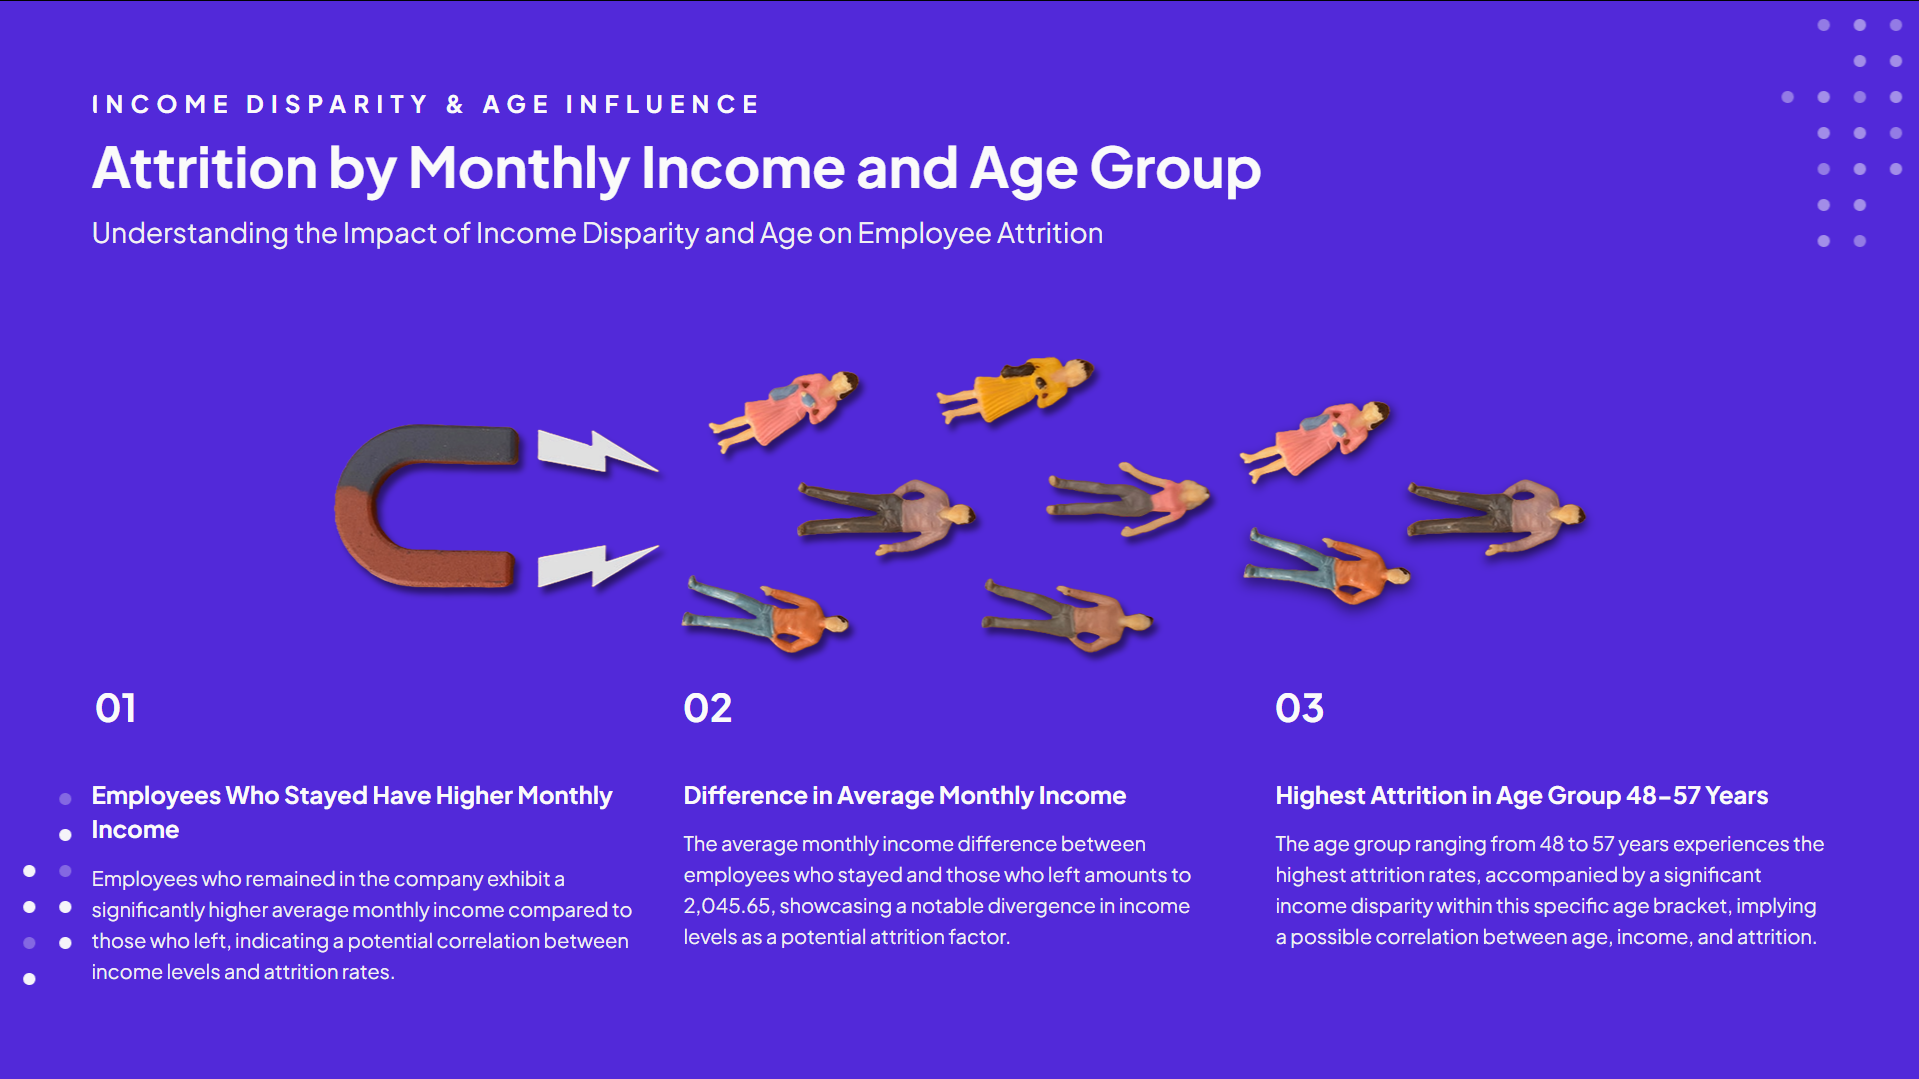 INCOME DISPARITY & AGE INFLUENCE
Attrition by Monthly Income and Age Group
Understanding the Impact of Income Disparity and Age on Employee Attrition
01
Employees Who Stayed Have Higher Monthly
Income
Employees who remained in the company exhibit a
significantly higher average monthly income compared to
those who left, indicating a potential correlation between
income levels and attrition rates.
02
Difference in Average Monthly Income
The average monthly income difference between
employees who stayed and those who left amounts to
2,045.65, showcasing a notable divergence in income
levels as a potential attrition factor.
03
Highest Attrition in Age Group 48–57 Years
The age group ranging from 48 to 57 years experiences the
highest attrition rates, accompanied by a significant
income disparity within this specific age bracket, implying
a possible correlation between age, income, and attrition.